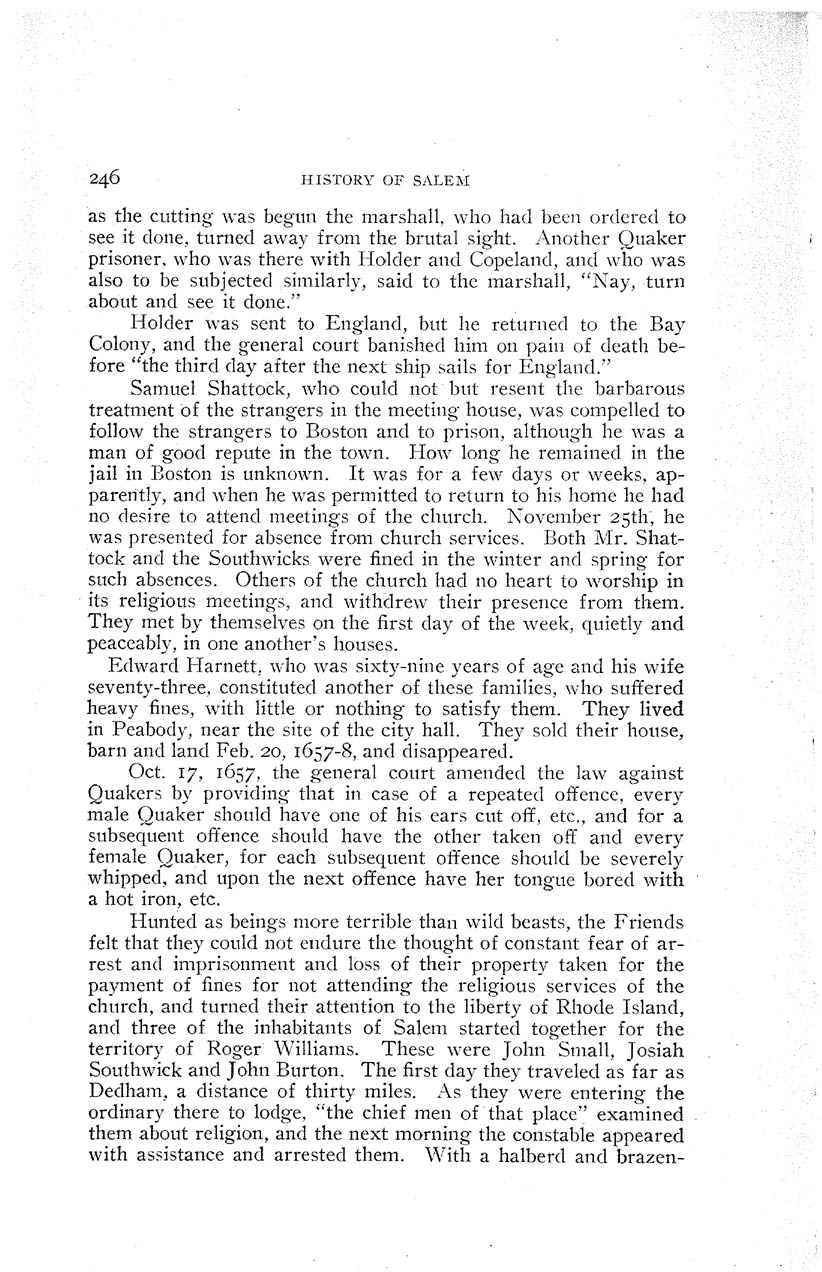 246 HISTORY OF SALEM
as the cutting was begun the marshall, who had been ordered to
see it done, turned away from the brutal sight. Another Quaker
prisoner, who was there with Holder and Copeland, and who was
also to be subjected similarly, said to the marshall, “Nay, turn
about and see it done.”
Holder was sent to England, but he returned to the Bay
Colony, and the general court banished him on pain of death be-
fore “the third day after the next ship sails for England.”
Samuel Shattock, who could not but resent the barbarous
treatment of the strangers in the meeting house, was compelled to
follow the strangers to Boston and to prison, although he was a
man of good repute in the town. How long he remained in the
jail in Boston is unknown. It was for a few days or weeks, ap-
parently, and when he was permitted to return to his home he had
no desire to attend meetings of the church. November 25th, he
was presented for absence from church services. Both Mr. Shat-
tock and the Southwicks were fined in the winter and spring for
such absences. Others of the church had no heart to worship in
its religious meetings, and withdrew their presence from them.
They met by themselves on the first day of the week, quietly and
peaceably, in one another’s houses.
Edward Harnett, who was sixty-nine years of age and his wife
seventy-three, constituted another of these families, who suffered
heavy fines, with little or nothing to satisfy them. They lived
in Peabody, near the site of the city hall. They sold their house,
barn and land Feb. 20, 1657-8, and disappeared.
Oct. 17, 1657, the general court amended the law against
Quakers by providing that in case of a repeated offence, every
male Quaker should have one of his ears cut off, etc., and for a
subsequent offence should have the other taken off and every
female Quaker, for each subsequent offence should be severely
whipped, and upon the next offence have her tongue bored with
a hot iron, etc.
Hunted as beings more terrible than wild beasts, the Friends
felt that they could not endure the thought of constant fear of ar-
rest and imprisonment and loss of their property taken for the
payment of fines for not attending the religious services of the
church, and turned their attention to the liberty of Rhode Island,
and three of the inhabitants of Salem started together for the
territory of Roger Williams. These were John Small, Josiah
Southwick and John Burton. The first day they traveled as far as
Dedham, a distance of thirty miles. As they were entering the
ordinary there to lodge, “the chief men of that place” examined
them about religion, and the next morning the constable appeared
with assistance and arrested them. With a halberd and brazen-